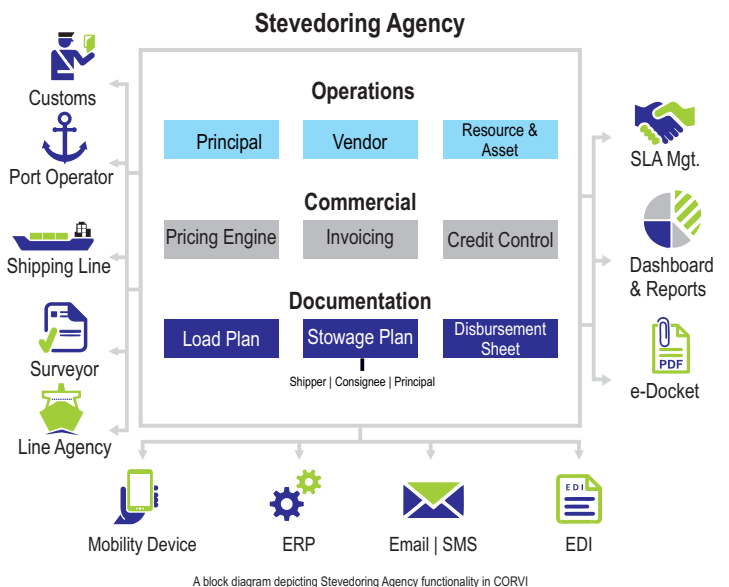 Stevedoring Agency
Customs
Port Operator
Shipping Line
Surveyor
Line Agency
Operations
Principal
Vendor
Resource &
Asset
Commercial
Pricing Engine
Invoicing
Credit Control
Documentation
Load Plan
Stowage Plan
Disbursement
Sheet
Shipper | Consignee | Principal
SLA Mgt.
Dashboard
& Reports
PDF
e-Docket
Mobility Device
ERP
Email | SMS
EDI
EDI
A block diagram depicting Stevedoring Agency functionality in CORVI